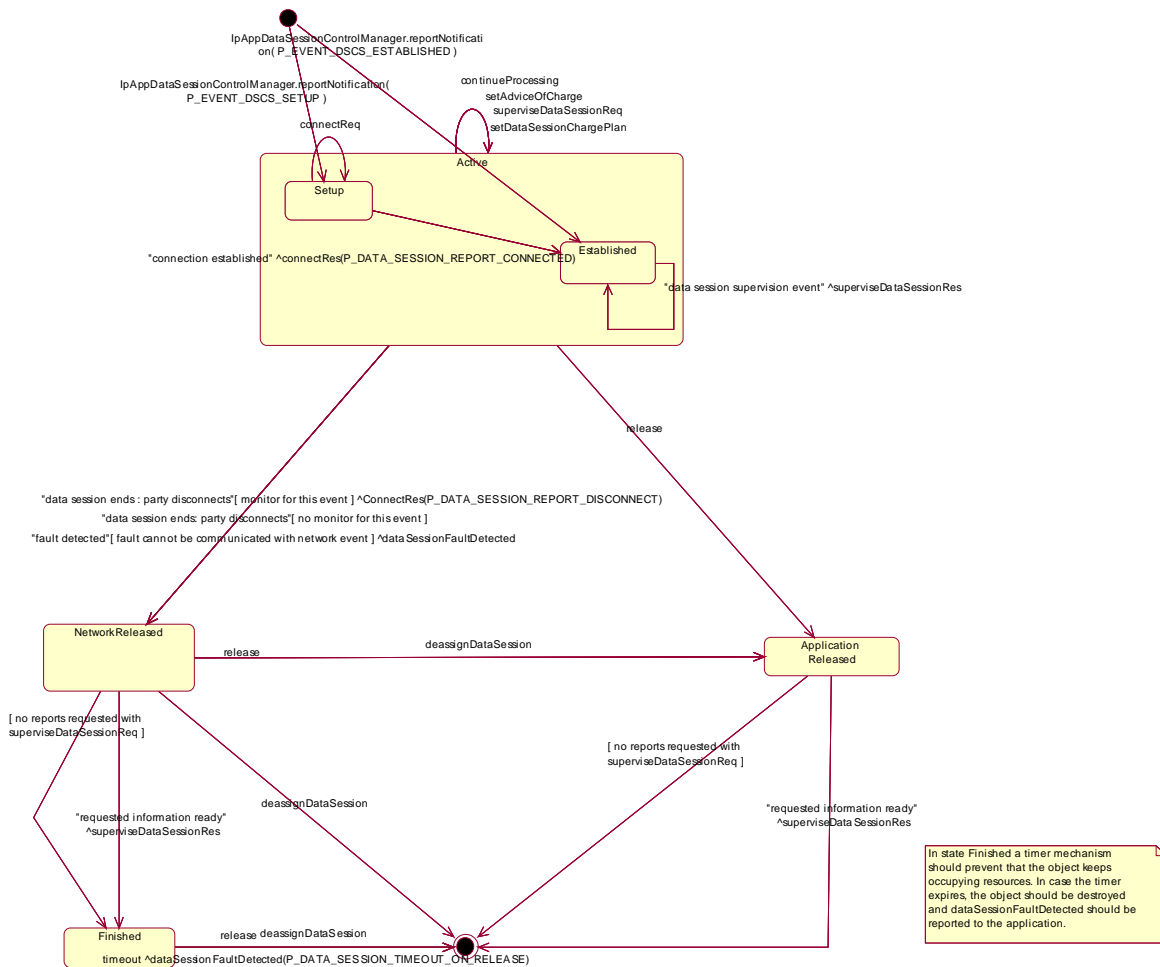 IpAppDataSessionControlManager.reportNotificati
on( P_EVENT_DSCS_ESTABLISHED )
IpAppDataSessionControlManager.reportNotification(
P_EVENT_DSCS_SETUP )
continueProcessing
setAdviceOfCharge
superviseDataSessionReq
setDataSessionChargePlan
connectReq
Active
Setup
Established
"connection established" ^connectRes(P_DATA_SESSION_REPORT_CONNECTED)
"data session supervision event" ^superviseDataSessionRes
release
"data session ends : party disconnects"[ monitor for this event ] ^ConnectRes(P_DATA_SESSION_REPORT_DISCONNECT)
"data session ends: party disconnects"[ no monitor for this event ]
"fault detected"[ fault cannot be communicated with network event ] ^dataSessionFaultDetected
NetworkReleased
release
deassignDataSession
Application
Released
[ no reports requested with
superviseDataSessionReq ]
[ no reports requested with
superviseDataSessionReq ]
deassignDataSession
"requested information ready"
^superviseDataSessionRes
"requested information ready"
^superviseDataSessionRes
In state Finished a timer mechanism
should prevent that the object keeps
occupying resources. In case the timer
expires, the object should be destroyed
and dataSessionFaultDetected should be
reported to the application.
Finished
release
deassignDataSession
timeout ^dataSessionFaultDetected(P_DATA_SESSION_TIMEOUT_ON_RELEASE)